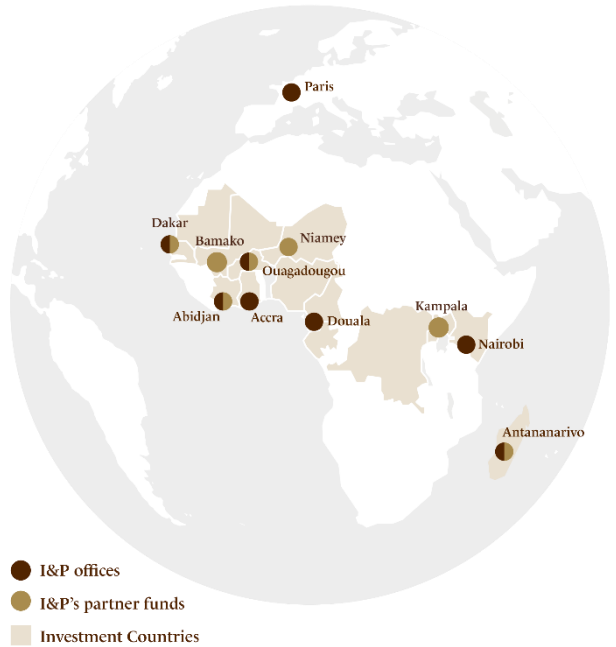 Paris
Dakar
Bamako
Niamey
Ouagadougou
Abidjan
Accra
Douala
Kampala
Nairobi
Antananarivo
I&P offices
I&P's partner funds
Investment Countries